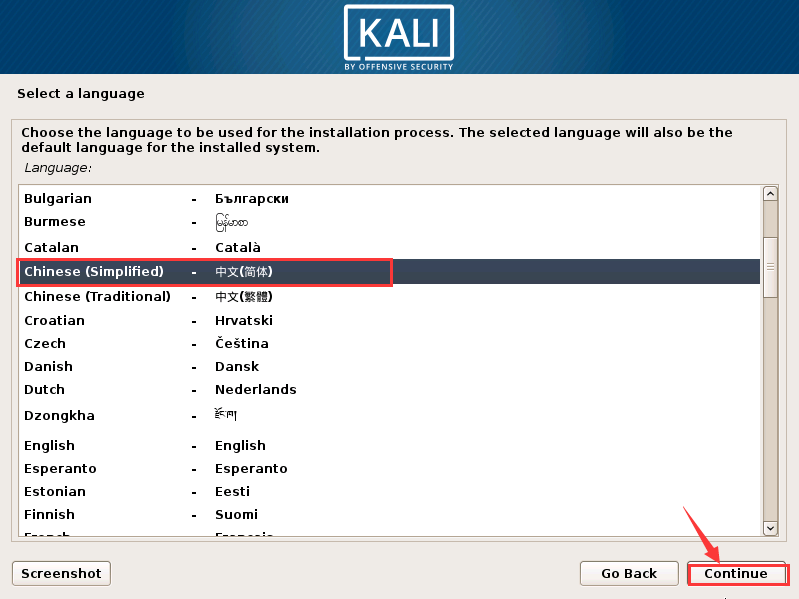 KALI
BY OFFENSIVE SECURITY
Select a language
Choose the language to be used for the installation process. The selected language will also be the
default language for the installed system.
Language:
Bulgarian - Български
Burmese - မြန်မာစာ
Catalan - Català
Chinese (Simplified) - 中文(简体)
Chinese (Traditional) - 中文(繁體)
Croatian - Hrvatski
Czech - Čeština
Danish - Dansk
Dutch - Nederlands
Dzongkha - རྫོང་ཁ།
English - English
Esperanto - Esperanto
Estonian - Eesti
Finnish - Suomi
French - Français
Screenshot Go Back Continue